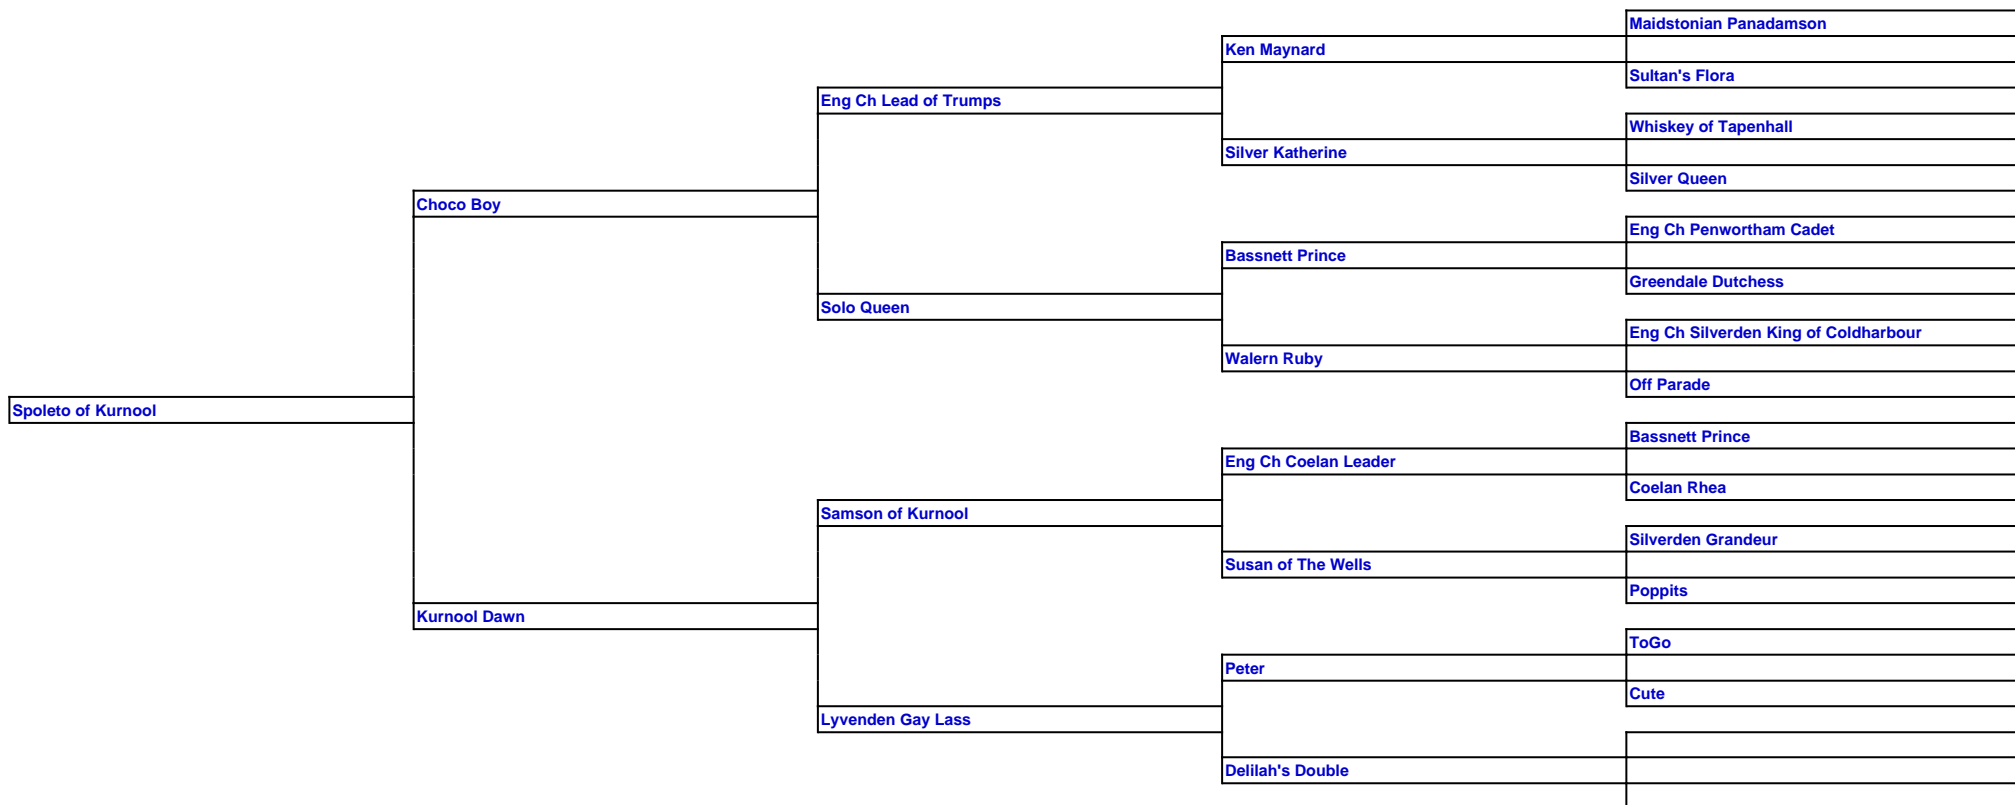 Maidstonian Panadamson
Ken Maynard
Sultan's Flora
Eng Ch Lead of Trumps
Whiskey of Tapenhall
Silver Katherine
Silver Queen
Choco Boy
Eng Ch Penwortham Cadet
Bassnett Prince
Greendale Dutchess
Solo Queen
Eng Ch Silverden King of Coldharbour
Walern Ruby
Off Parade
Spoleto of Kurnool
Bassnett Prince
Eng Ch Coelan Leader
Coelan Rhea
Samson of Kurnool
Silverden Grandeur
Susan of The Wells
Poppits
Kurnool Dawn
ToGo
Peter
Cute
Lyvenden Gay Lass
Delilah's Double